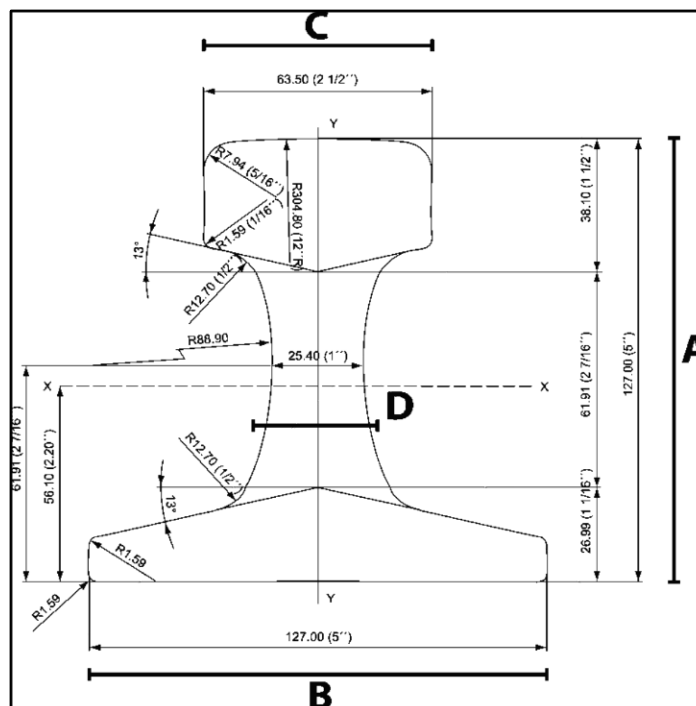 C
63.50 (2 1/2´´)
Y
R7.94 (5/16´´)
R304.80 (12´´R)
38.10 (1 1/2´´)
R1.59 (1/16´´)
13°
R12.70 (1/2´´)
R88.90
25.40 (1´´)
A
61.91 (2 7/16´´)
127.00 (5´´)
X
X
D
61.91 (2 7/16´´)
56.10 (2.20´´)
R12.70 (1/2´´)
13°
26.99 (1 1/16´´)
R1.59
R1.59
Y
127.00 (5´´)
B